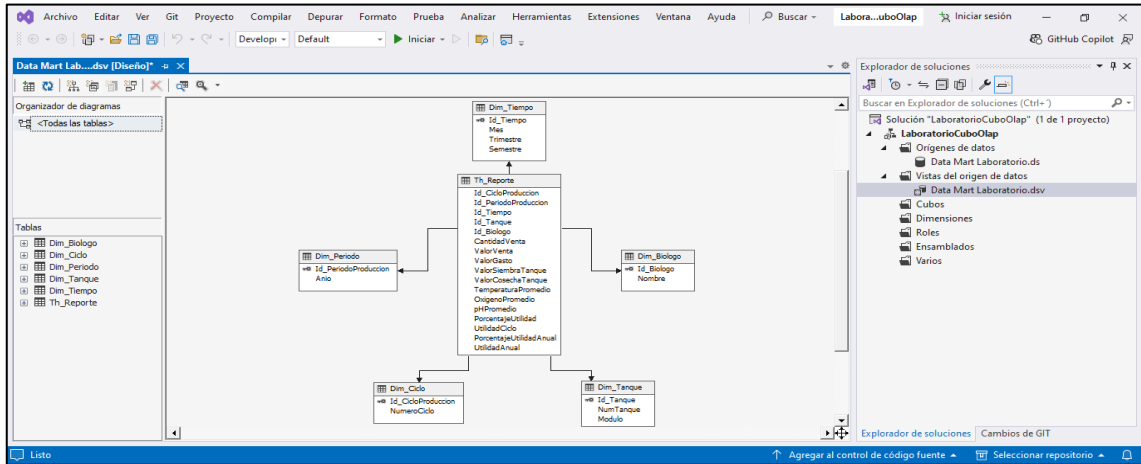 Archivo Editar Ver Git Proyecto Compilar Depurar Formato Prueba Analizar Herramientas Extensiones Ventana Ayuda Buscar Labora...uboOlap Iniciar sesión
Default Iniciar GitHub Copilot
Data Mart Lab....dsv [Diseño]*
Organizador de diagramas
<Todas las tablas>
Tablas
Dim_Biologo
Dim_Ciclo
Dim_Periodo
Dim_Tanque
Dim_Tiempo
Th_Reporte
Dim_Tiempo
Id_Tiempo
Mes
Trimestre
Semestre
Th_Reporte
Id_CicloProduccion
Id_PeriodoProduccion
Id_Tiempo
Id_Tanque
Id_Biologo
CantidadVenta
ValorVenta
ValorGasto
ValorSiembraTanque
ValorCosechaTanque
TemperaturaPromedio
OxigenoPromedio
pHPromedio
PorcentajeUtilidad
UtilidadCiclo
PorcentajeUtilidadAnual
UtilidadAnual
Dim_Periodo
Id_PeriodoProduccion
Anio
Dim_Biologo
Id_Biologo
Nombre
Dim_Ciclo
Id_CicloProduccion
NumeroCiclo
Dim_Tanque
Id_Tanque
NumTanque
Modulo
Explorador de soluciones
Buscar en Explorador de soluciones (Ctrl+´)
Solución "LaboratorioCuboOlap" (1 de 1 proyecto)
LaboratorioCuboOlap
Orígenes de datos
Data Mart Laboratorio.ds
Vistas del origen de datos
Data Mart Laboratorio.dsv
Cubos
Dimensiones
Roles
Ensamblados
Varios
Explorador de soluciones Cambios de GIT
Listo Agregar al control de código fuente Seleccionar repositorio